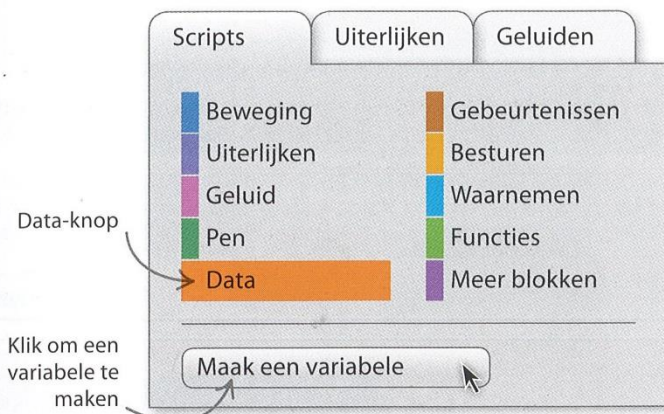 Scripts Uiterlijken Geluiden
Beweging Gebeurtenissen
Uiterlijken Besturen
Geluid Waarnemen
Data-knop
Pen Functies
Data Meer blokken
Klik om een
variabele te
maken
Maak een variabele